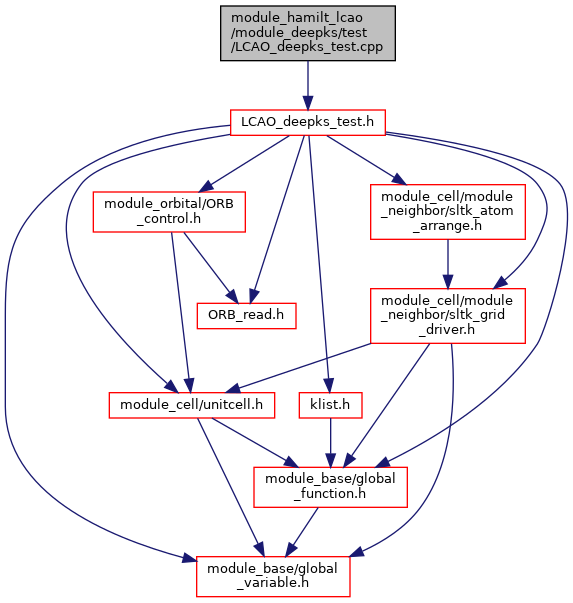 module_hamilt_lcao
/module_deepks/test
/LCAO_deepks_test.cpp
LCAO_deepks_test.h
module_orbital/ORB
_control.h
module_cell/module
_neighbor/sltk_atom
_arrange.h
ORB_read.h
module_cell/module
_neighbor/sltk_grid
_driver.h
module_cell/unitcell.h
klist.h
module_base/global
_function.h
module_base/global
_variable.h